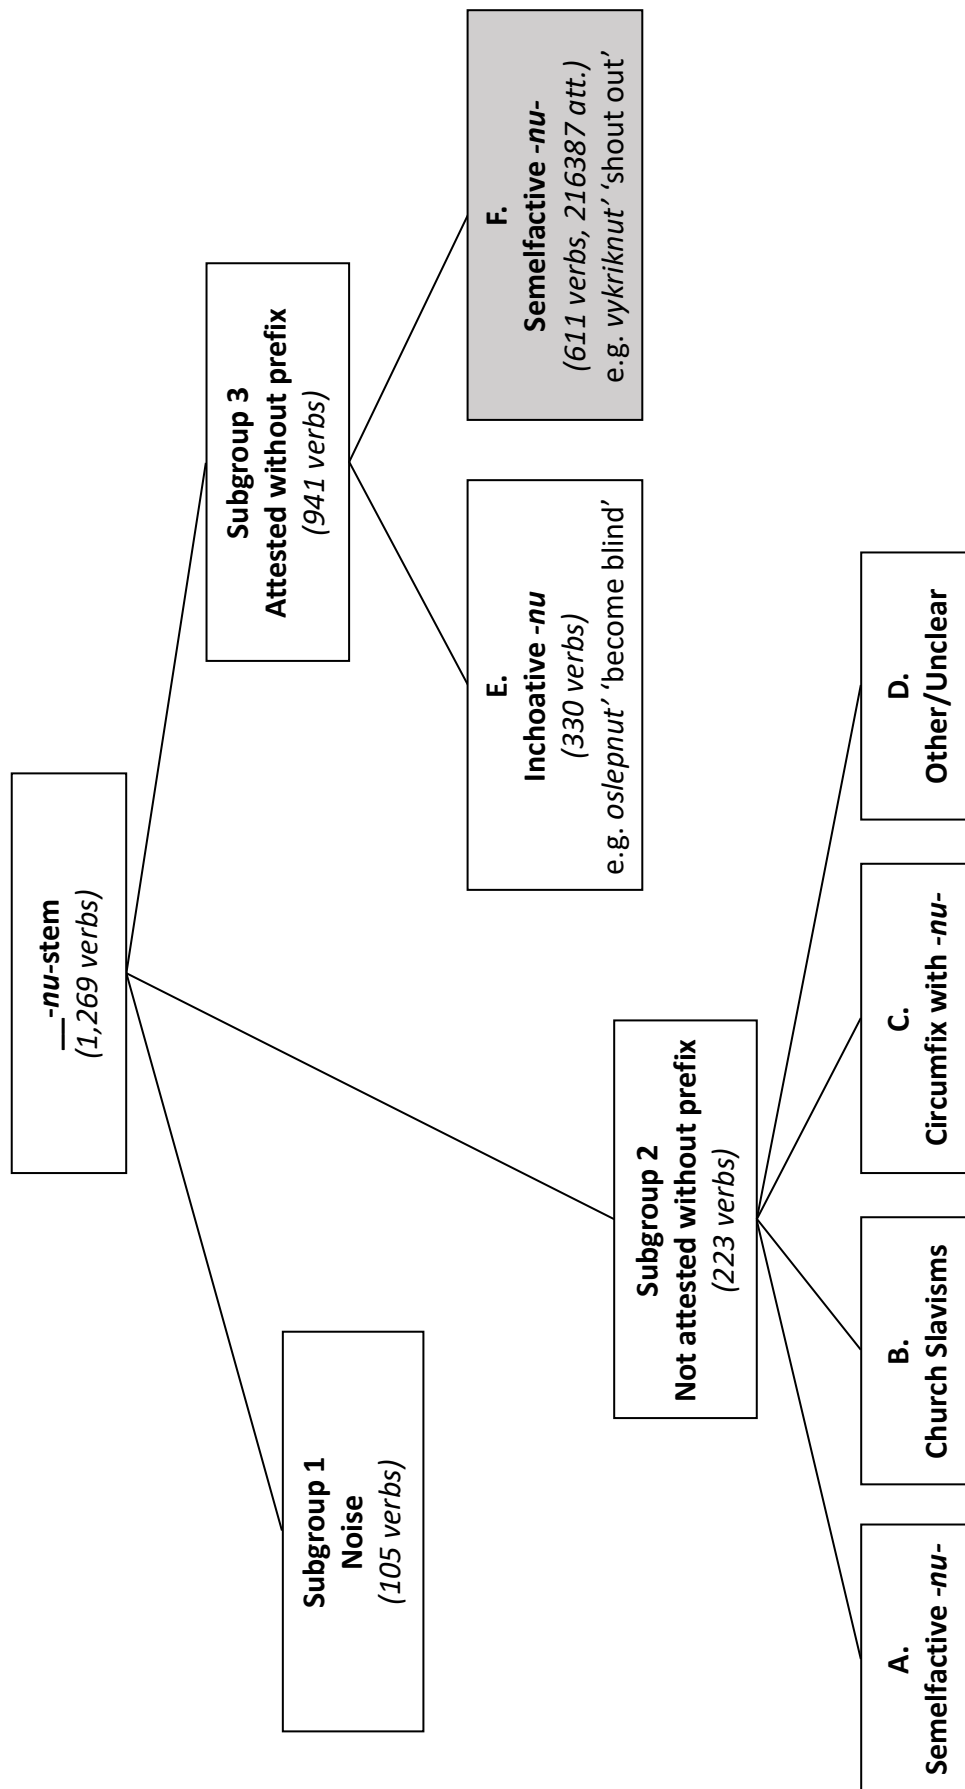 __-nu-stem
(1,269 verbs)
Subgroup 1
Noise
(105 verbs)
Subgroup 2
Not attested without prefix
(223 verbs)
Subgroup 3
Attested without prefix
(941 verbs)
A.
Semelfactive -nu-
B.
Church Slavisms
C.
Circumfix with -nu-
D.
Other/Unclear
E.
Inchoative -nu
(330 verbs)
e.g. oslepnut’ ‘become blind’
F.
Semelfactive -nu-
(611 verbs, 216387 att.)
e.g. vykriknut’ ‘shout out’